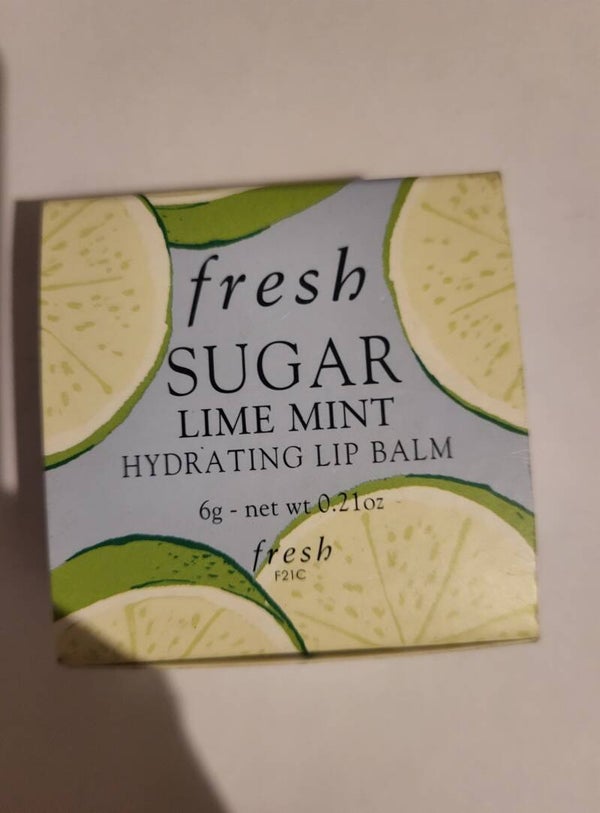 fresh
SUGAR
LIME MINT
HYDRATING LIP BALM
6g - net wt 0.21oz
fresh
F21C